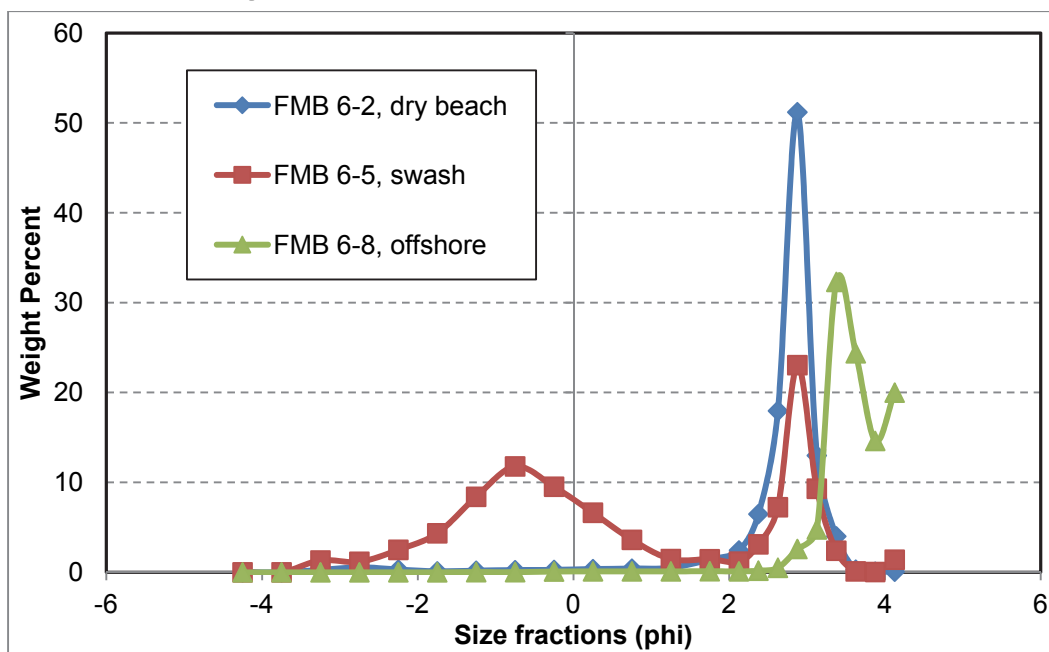 60
50
40
30
20
10
0
Weight Percent
FMB 6-2, dry beach
FMB 6-5, swash
FMB 6-8, offshore
-6 -4 -2 0 2 4 6
Size fractions (phi)